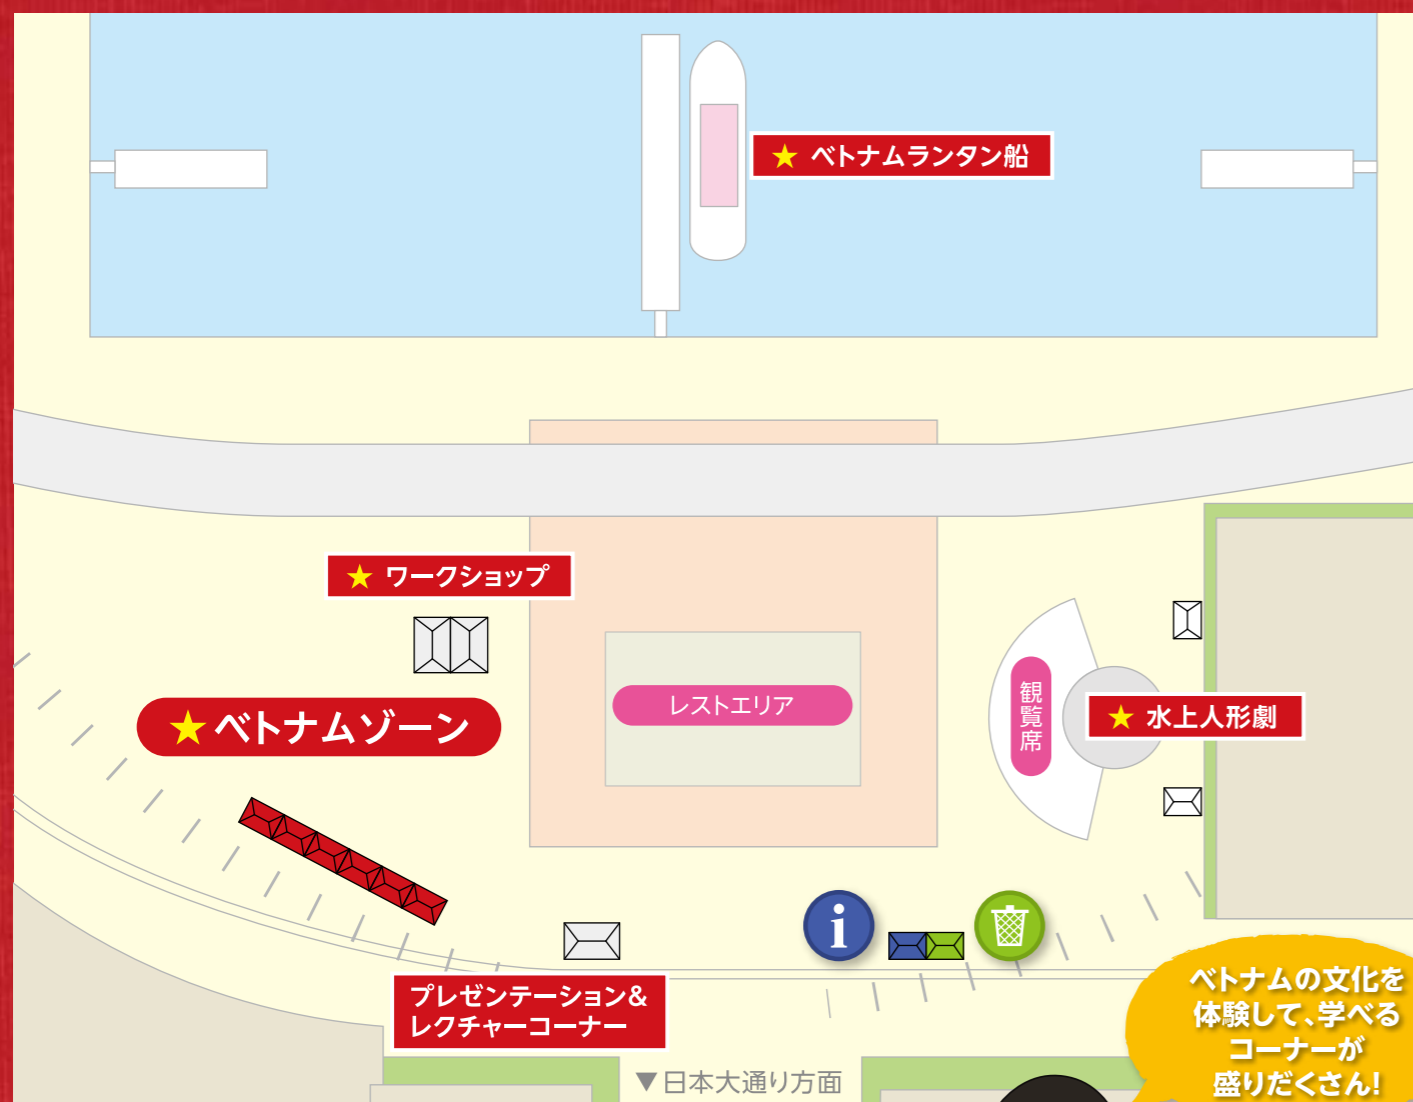 ★ ベトナムランタン船
★ ワークショップ
★ ベトナムゾーン
レストエリア
観覧席
★ 水上人形劇
i
プレゼンテーション&
レクチャーコーナー
▼日本大通り方面
ベトナムの文化を
体験して、学べる
コーナーが
盛りだくさん!